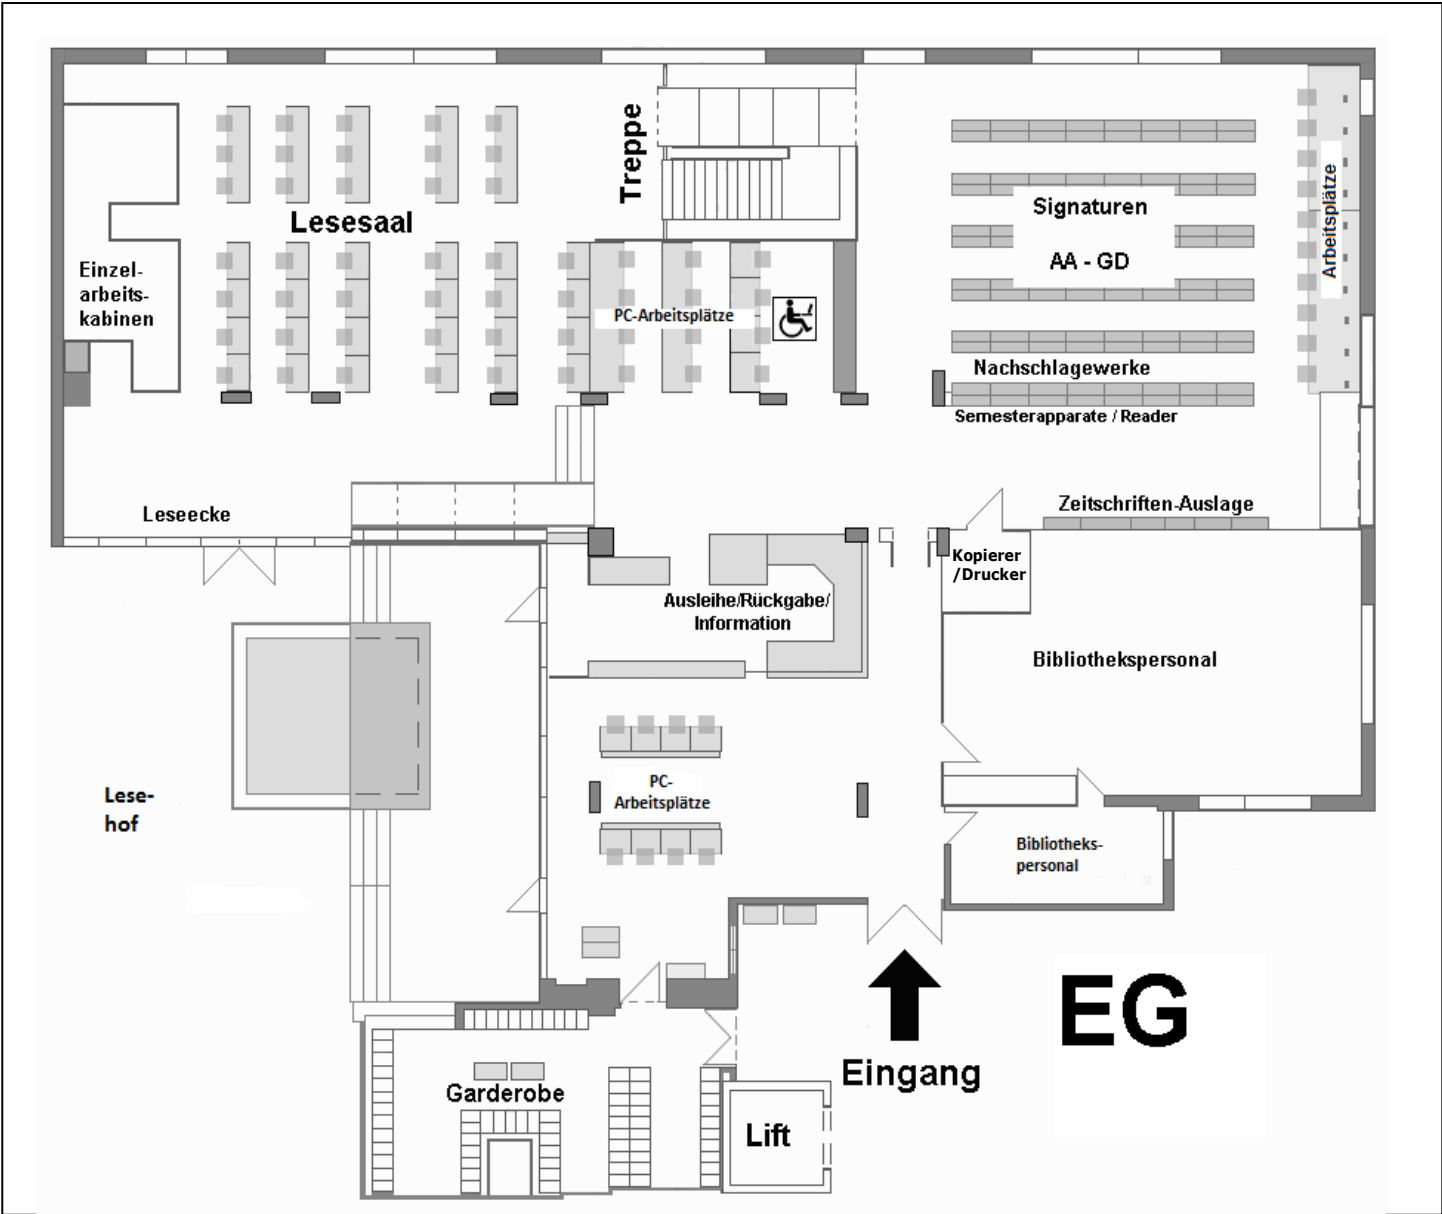 Treppe
Lesesaal
Einzel-
arbeits-
kabinen
PC-Arbeitsplätze
Signaturen
AA - GD
Arbeitsplätze
Nachschlagewerke
Semesterapparate / Reader
Leseecke
Zeitschriften-Auslage
Kopierer
/Drucker
Ausleihe/Rückgabe/
Information
Bibliothekspersonal
Lese-
hof
PC-
Arbeitsplätze
Bibliotheks-
personal
EG
Eingang
Garderobe
Lift